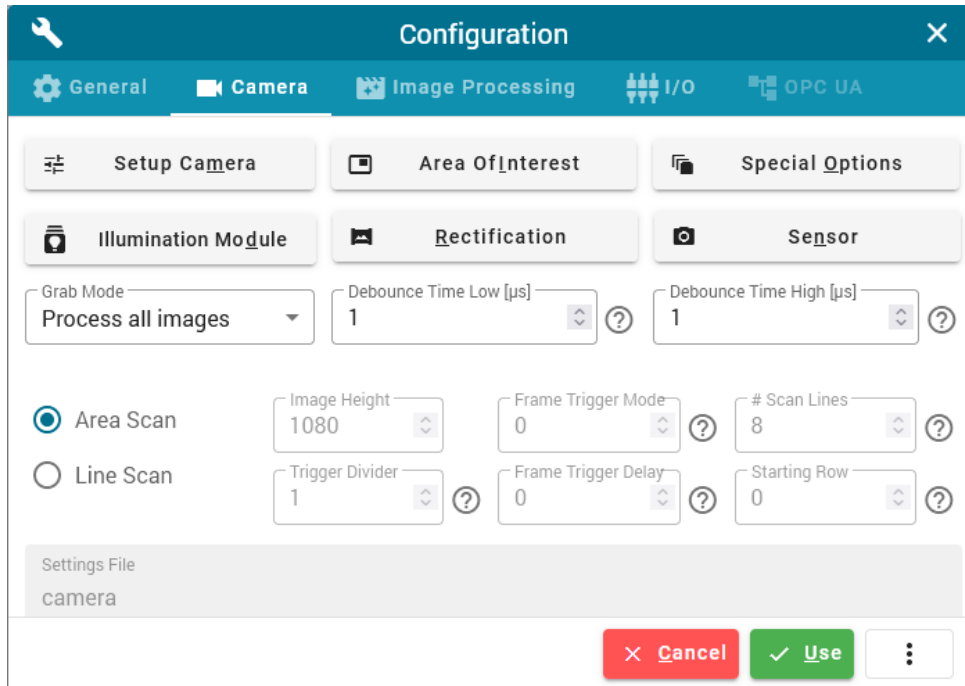 Configuration
General Camera Image Processing I/O OPC UA
Setup Camera Area OfInterest Special Options
Illumination Module Rectification Sensor
Grab Mode Debounce Time Low [µs] Debounce Time High [µs]
Process all images 1 1
Image Height Frame Trigger Mode # Scan Lines
Area Scan 1080 0 8
Trigger Divider Frame Trigger Delay Starting Row
Line Scan 1 0 0
Settings File
camera
Cancel Use